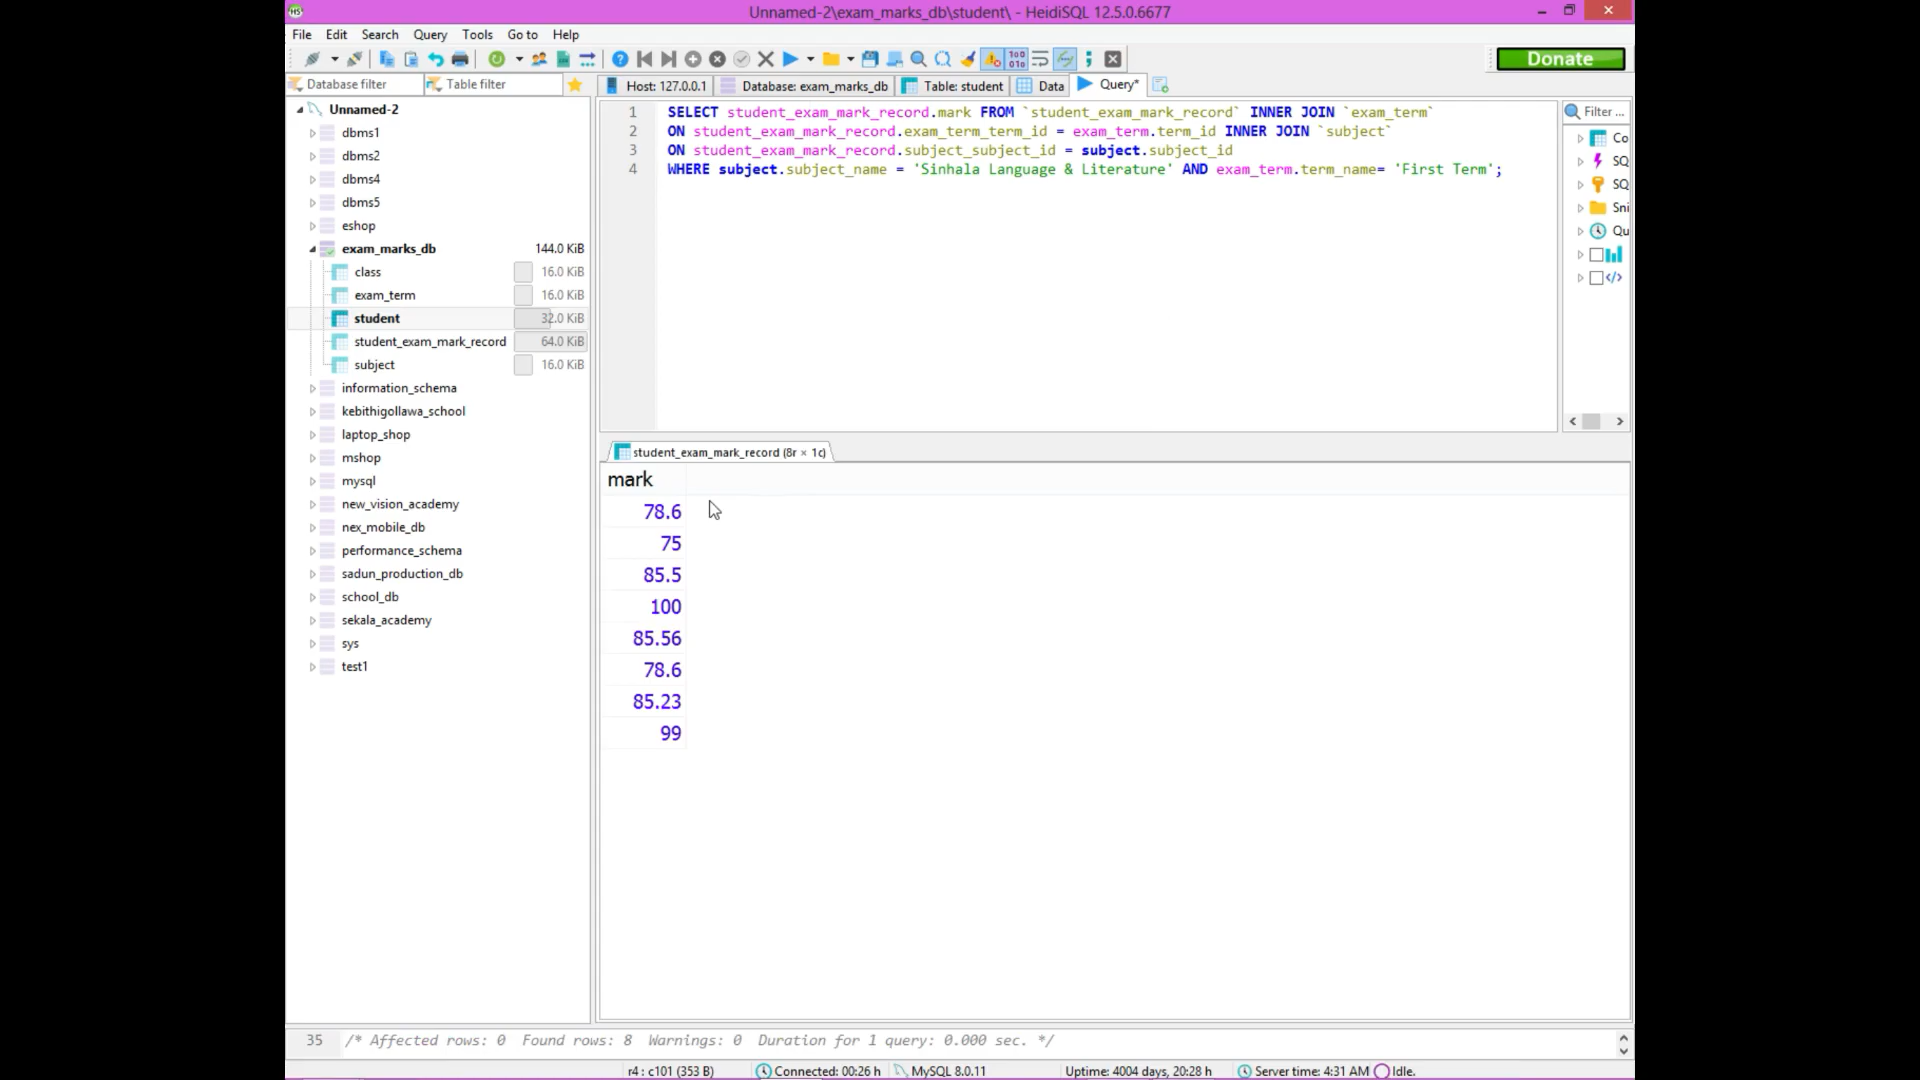 Unnamed-2\exam_marks_db\student\ - HeidiSQL 12.5.0.6677
File Edit Search Query Tools Go to Help
Donate
Database filter Table filter
Host: 127.0.0.1 Database: exam_marks_db Table: student Data Query*
Unnamed-2
dbms1
dbms2
dbms4
dbms5
eshop
exam_marks_db 144.0 KiB
class 16.0 KiB
exam_term 16.0 KiB
student 32.0 KiB
student_exam_mark_record 64.0 KiB
subject 16.0 KiB
information_schema
kebithigollawa_school
laptop_shop
mshop
mysql
new_vision_academy
nex_mobile_db
performance_schema
sadun_production_db
school_db
sekala_academy
sys
test1
1 SELECT student_exam_mark_record.mark FROM `student_exam_mark_record` INNER JOIN `exam_term`
2 ON student_exam_mark_record.exam_term_term_id = exam_term.term_id INNER JOIN `subject`
3 ON student_exam_mark_record.subject_subject_id = subject.subject_id
4 WHERE subject.subject_name = 'Sinhala Language & Literature' AND exam_term.term_name= 'First Term';
Filter ...
Co
SQ
SQ
Sni
Qu
student_exam_mark_record (8r × 1c)
mark
78.6
75
85.5
100
85.56
78.6
85.23
99
35 /* Affected rows: 0 Found rows: 8 Warnings: 0 Duration for 1 query: 0.000 sec. */
r4 : c101 (353 B) Connected: 00:26 h MySQL 8.0.11 Uptime: 4004 days, 20:28 h Server time: 4:31 AM Idle.